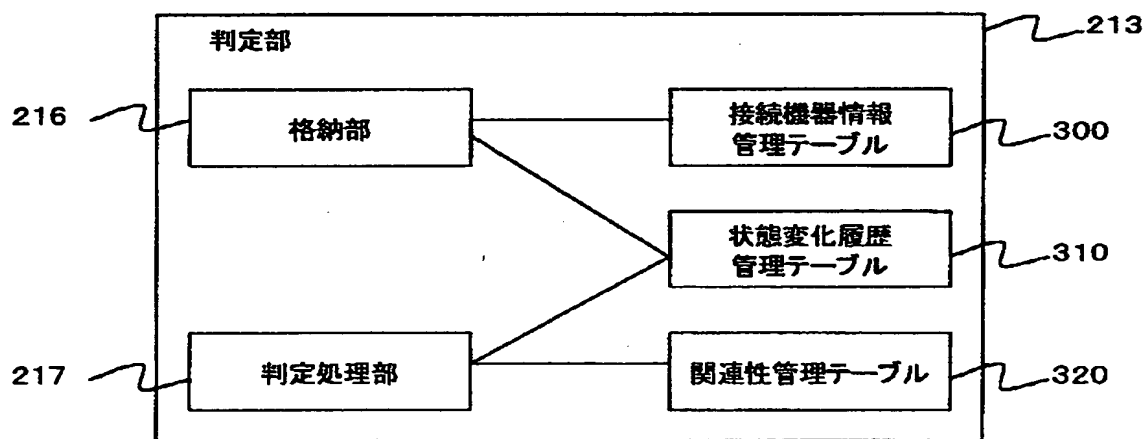 判定部
213
216
格納部
接続機器情報
管理テーブル
300
状態変化履歴
管理テーブル
310
217
判定処理部
関連性管理テーブル
320